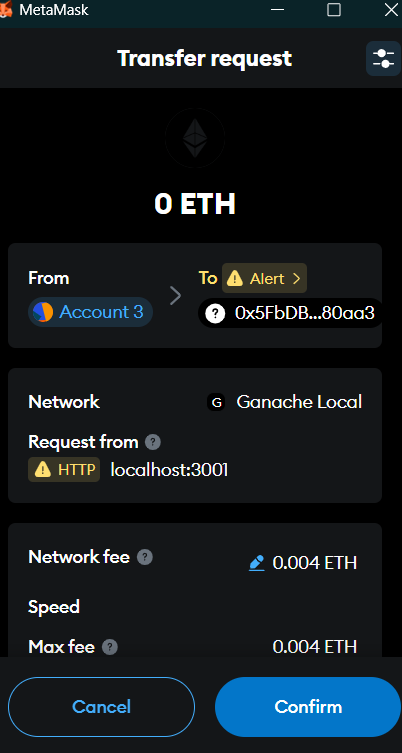 MetaMask
Transfer request
0 ETH
From
To Alert >
Account 3
0x5FbDB...80aa3
Network
G Ganache Local
Request from ?
HTTP localhost:3001
Network fee ?
0.004 ETH
Speed
Max fee ?
0.004 ETH
Cancel
Confirm